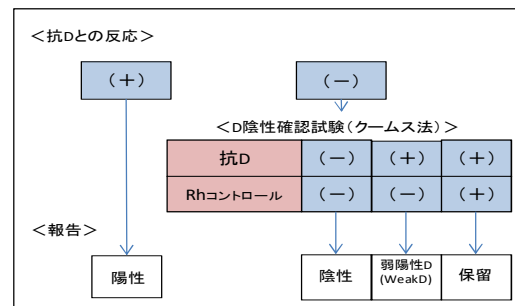 ＜抗Dとの反応＞
（＋） （－）
＜D陰性確認試験（クームス法）＞
抗D （－） （＋） （＋）
Rhコントロール （－） （－） （＋）
＜報告＞
陽性 陰性 弱陽性D 保留
(WeakD)